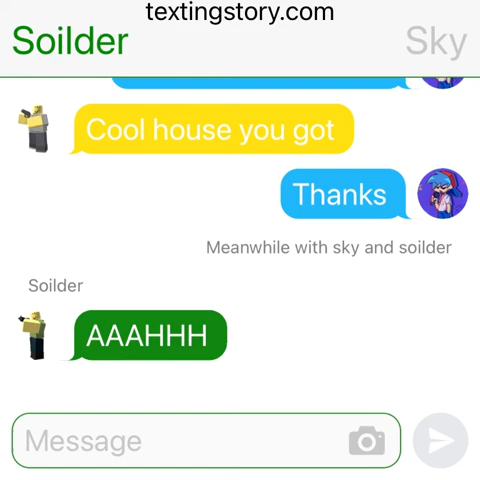 textingstory.com
Soilder
Sky
Cool house you got
Thanks
Meanwhile with sky and soilder
Soilder
AAAHHH
Message